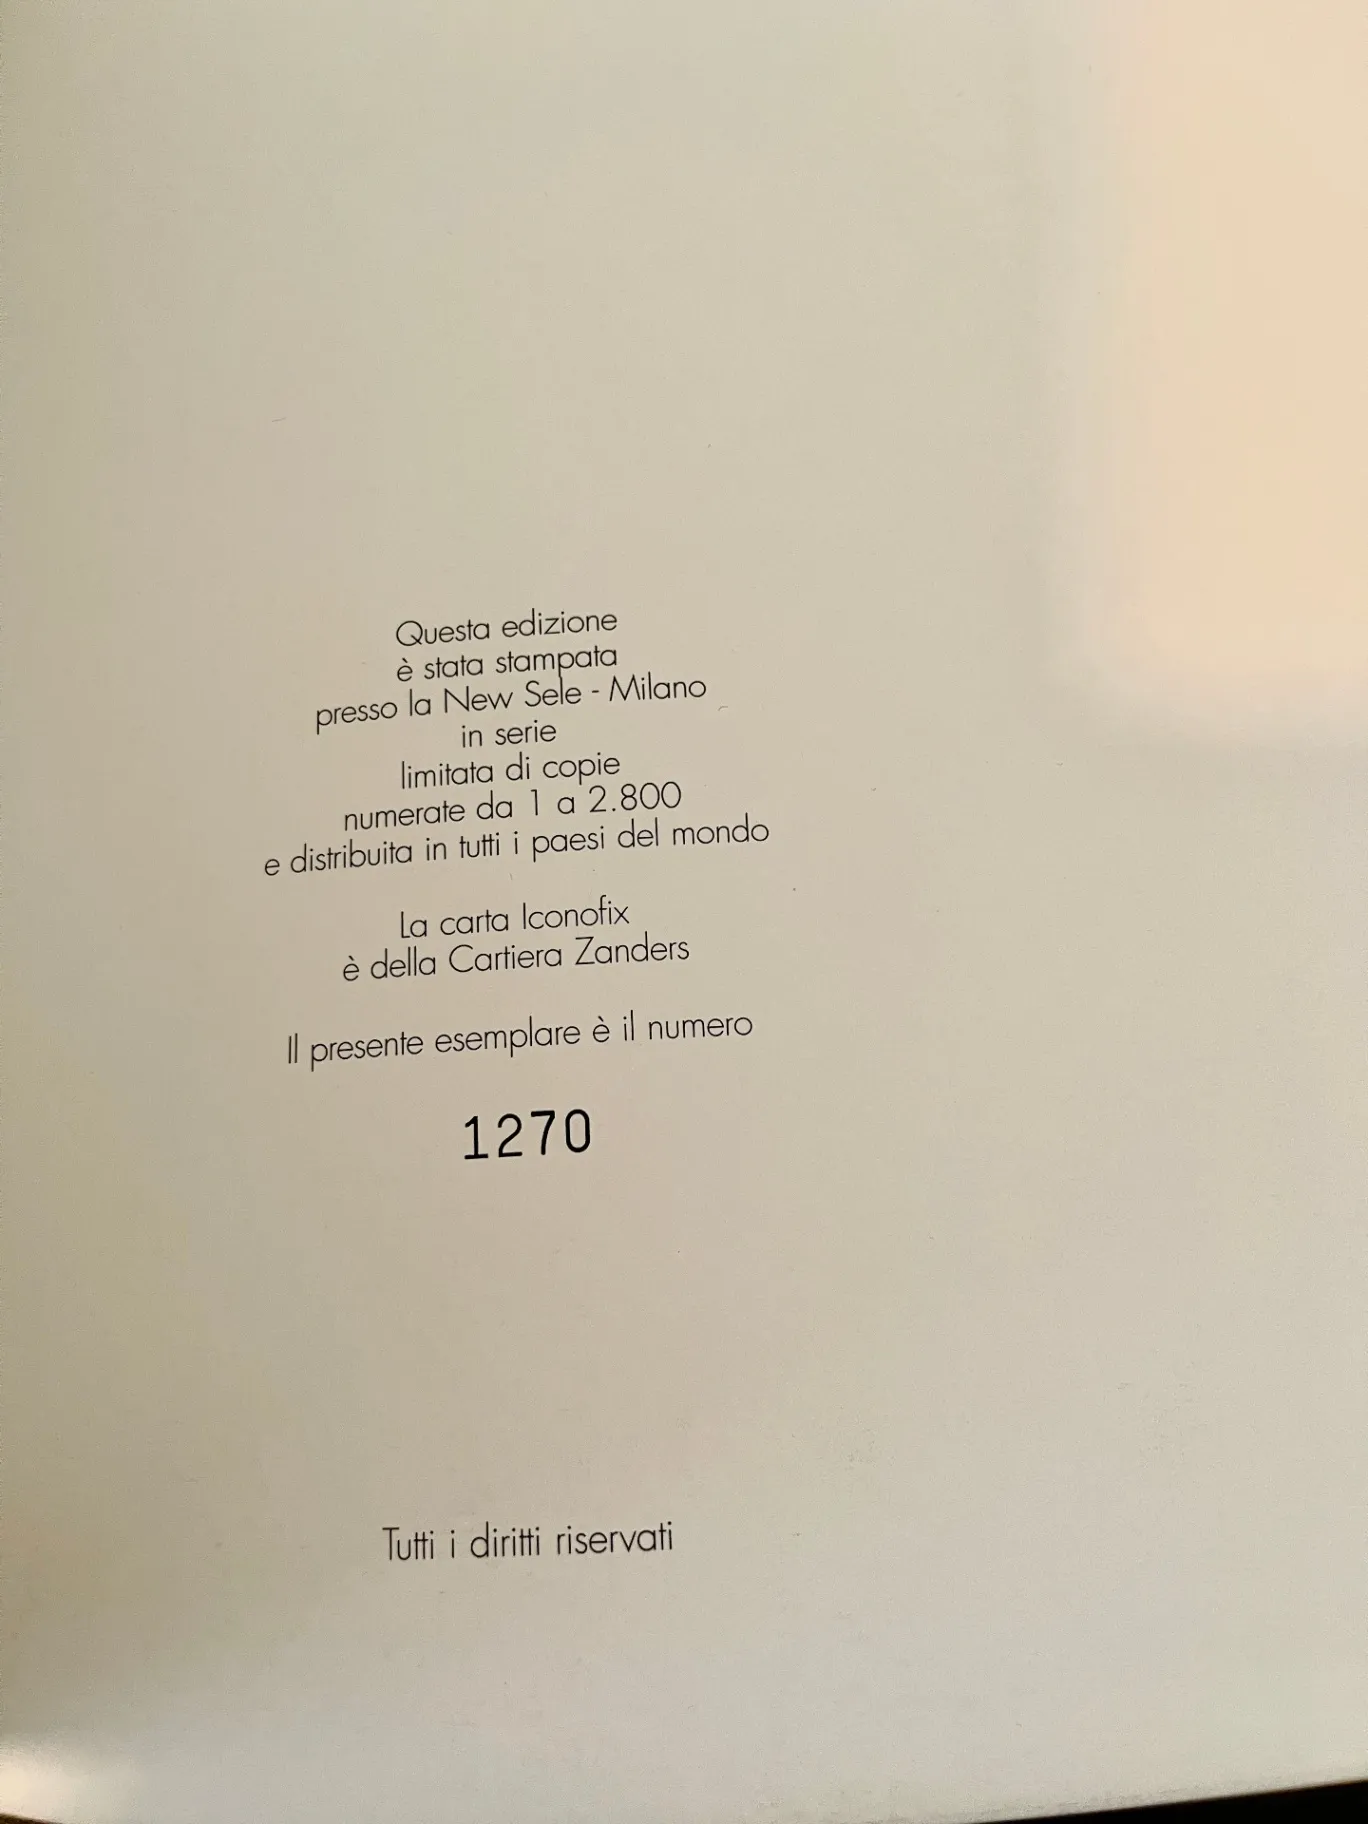 Questa edizione
è stata stampata
presso la New Sele - Milano
in serie
limitata di copie
numerate da 1 a 2.800
e distribuita in tutti i paesi del mondo
La carta Iconofix
è della Cartiera Zanders
Il presente esemplare è il numero
1270
Tutti i diritti riservati